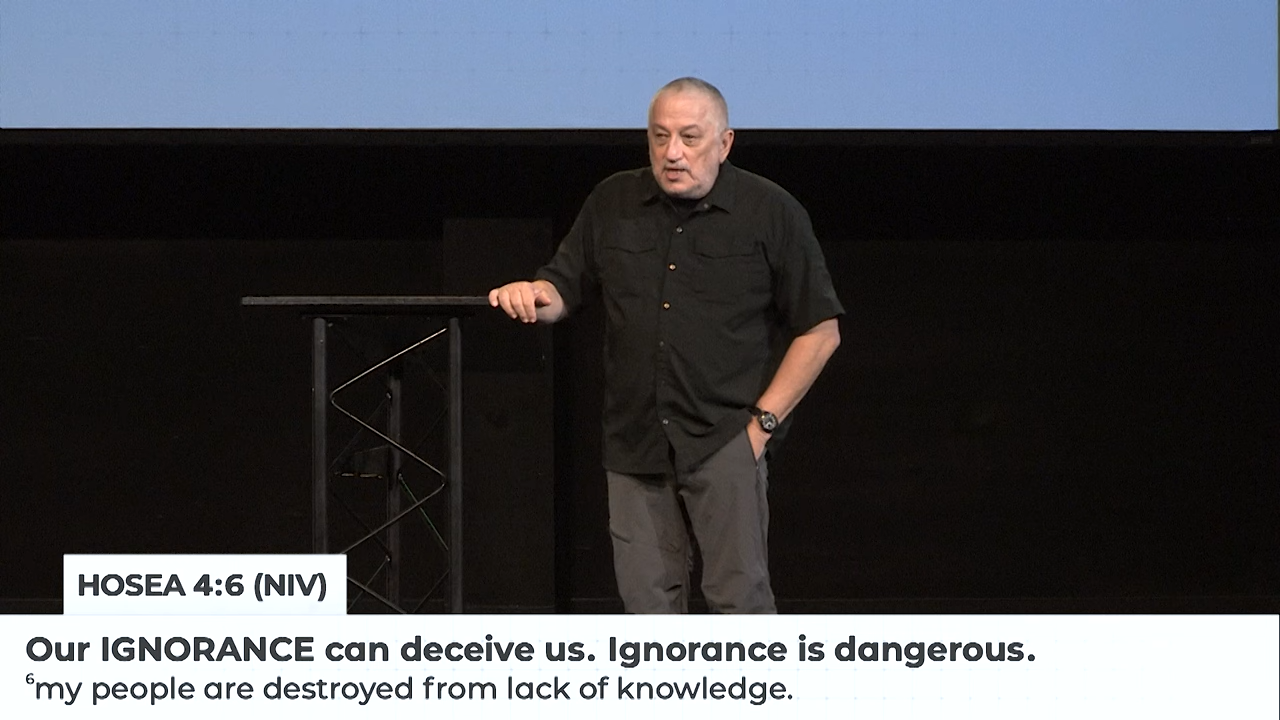 HOSEA 4:6 (NIV)
Our IGNORANCE can deceive us. Ignorance is dangerous.
⁶my people are destroyed from lack of knowledge.